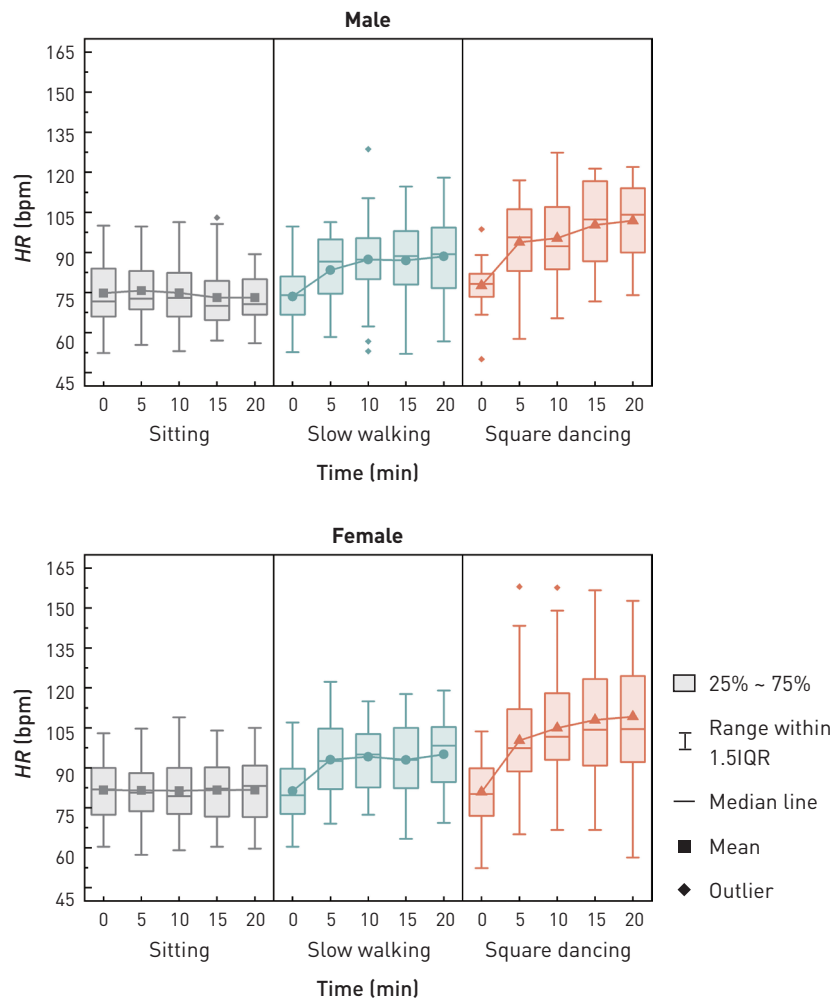 Male
165
150
135
120
105
90
75
60
45
HR (bpm)
0 5 10 15 20 0 5 10 15 20 0 5 10 15 20
Sitting Slow walking Square dancing
Time (min)
Female
165
150
135
120
105
90
75
60
45
HR (bpm)
0 5 10 15 20 0 5 10 15 20 0 5 10 15 20
Sitting Slow walking Square dancing
Time (min)
25% ~ 75%
Range within
1.5IQR
Median line
Mean
Outlier